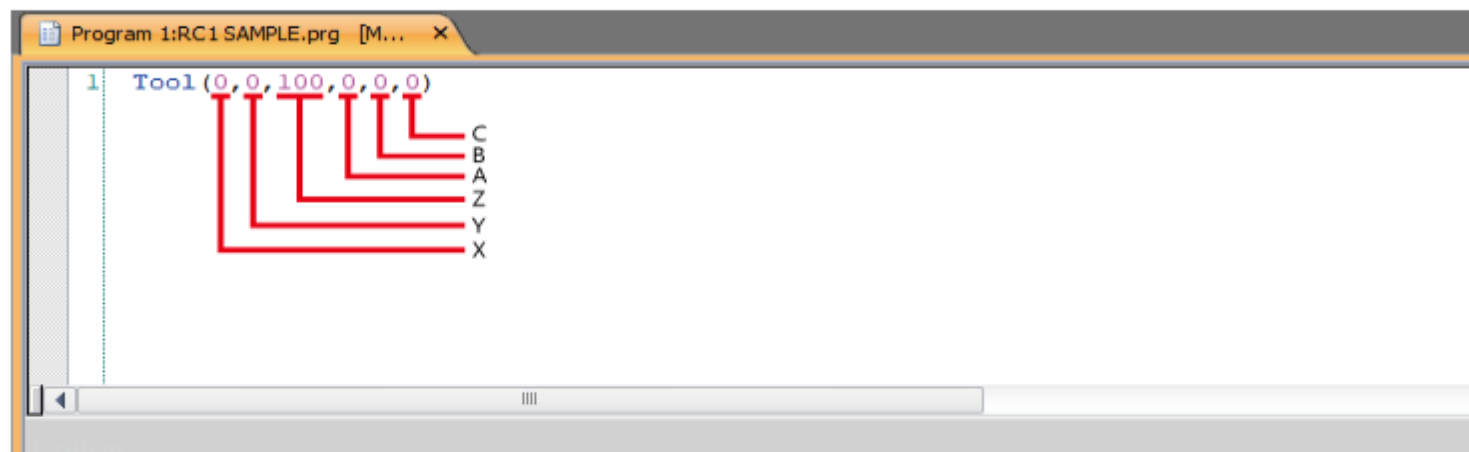 Program 1:RC1 SAMPLE.prg [M...
1 Tool(0,0,100,0,0,0)
C
B
A
Z
Y
X